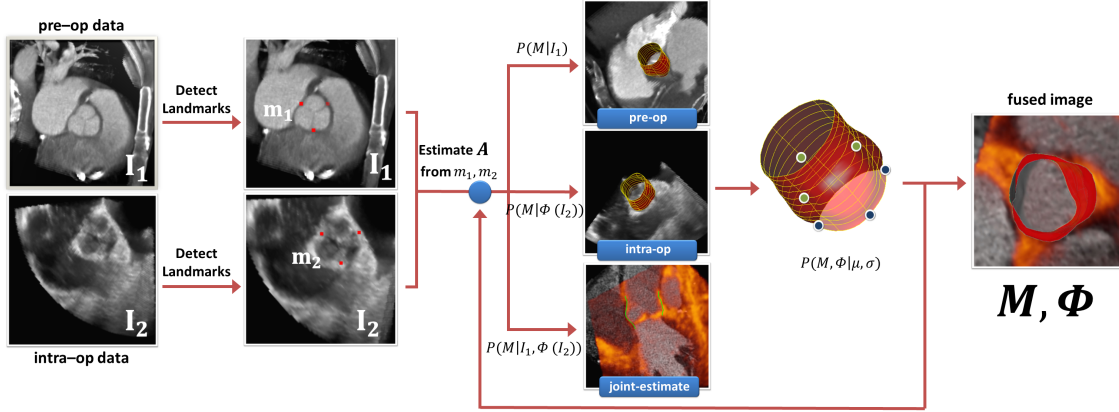 pre–op data
I₁
Detect
Landmarks
m₁
I₁
intra–op data
I₂
Detect
Landmarks
m₂
I₂
Estimate A
from m₁, m₂
P(M|I₁)
pre-op
P(M|Φ (I₂))
intra-op
P(M|I₁, Φ (I₂))
joint-estimate
P(M, Φ|μ, σ)
fused image
M, Φ